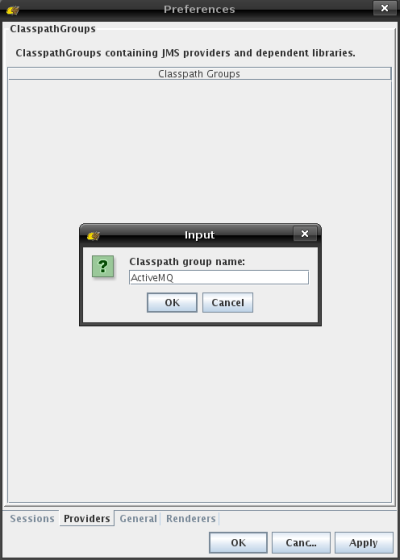 Preferences
ClasspathGroups
ClasspathGroups containing JMS providers and dependent libraries.
Classpath Groups
Input
?
Classpath group name:
ActiveMQ
OK Cancel
Sessions Providers General Renderers
OK Canc... Apply